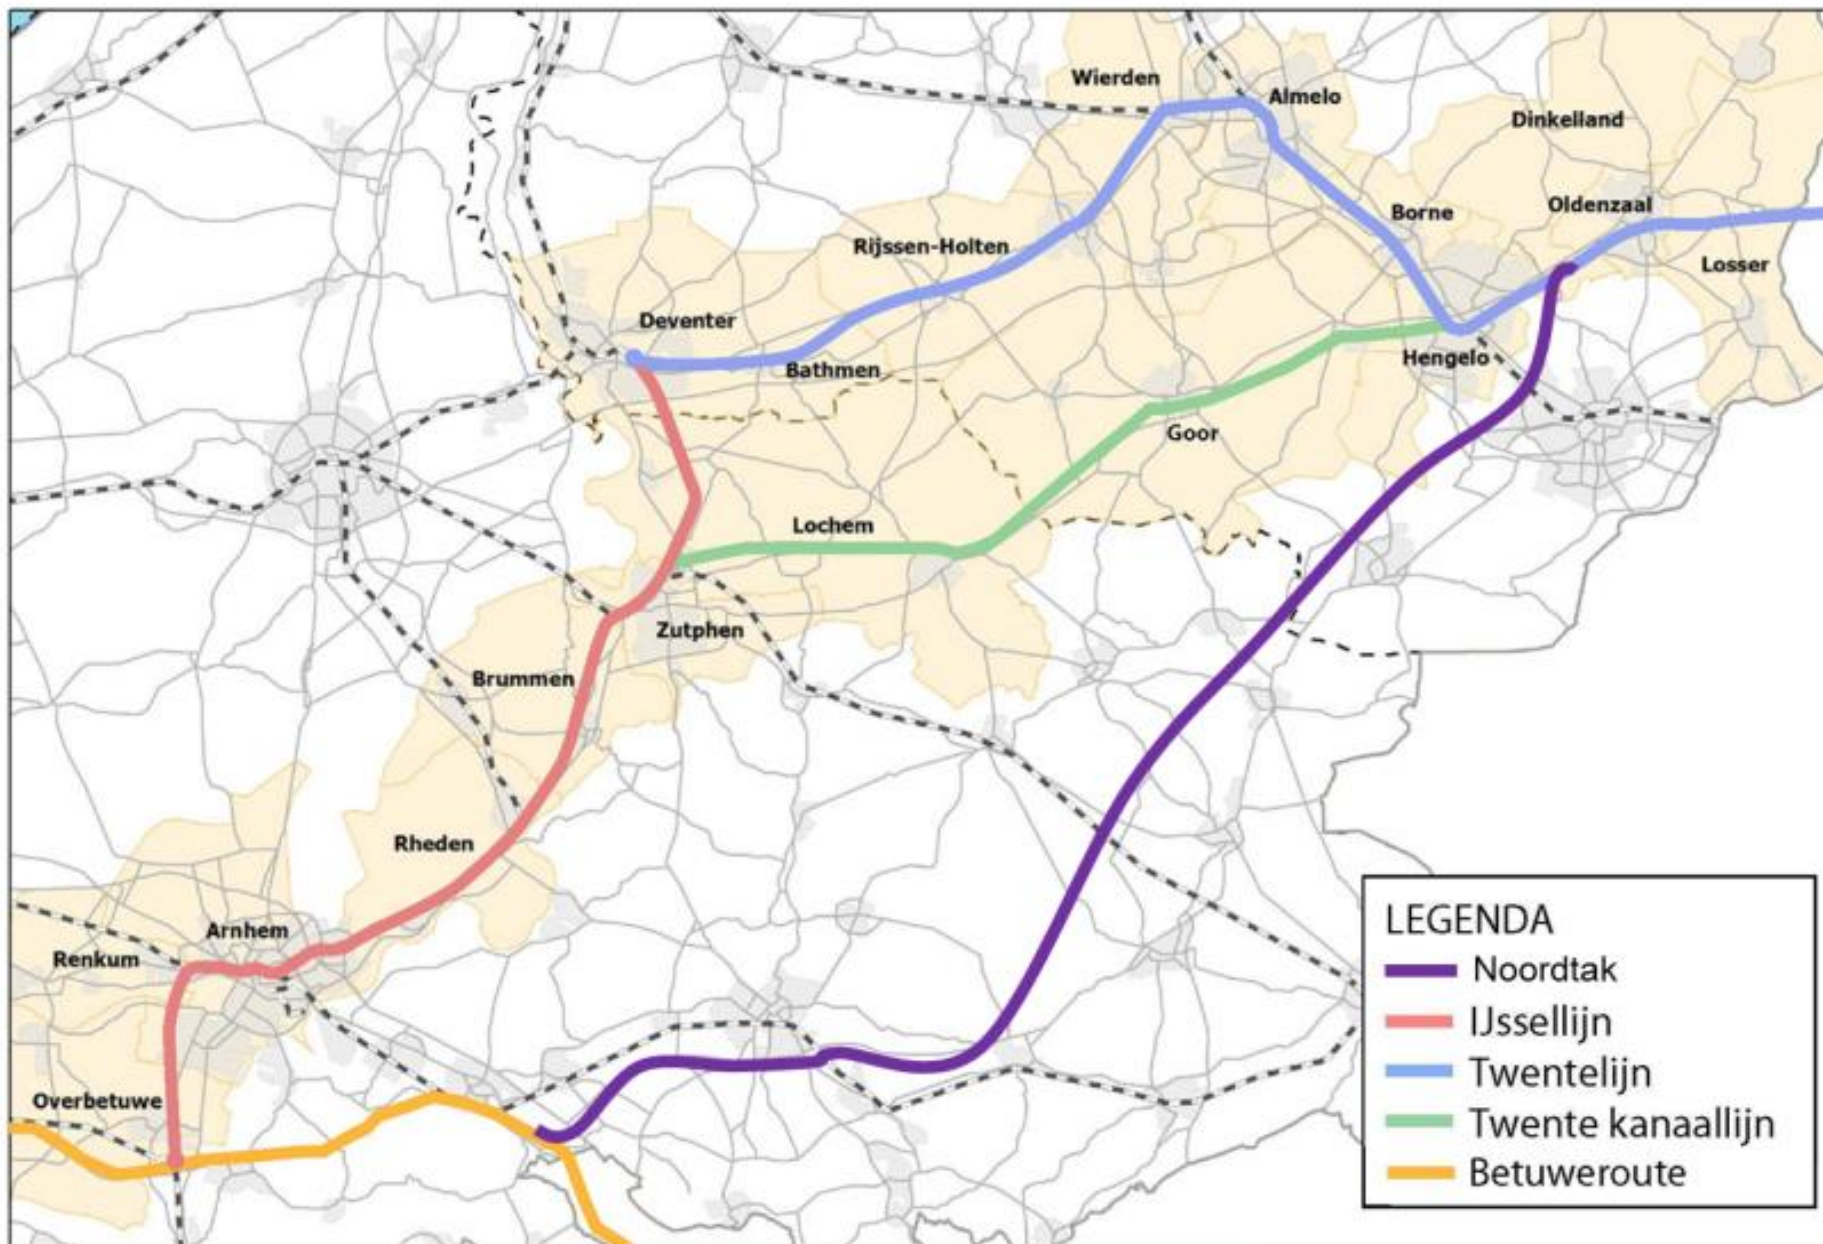 Wierden
Almelo
Dinkelland
Borne
Oldenzaal
Rijssen-Holten
Losser
Deventer
Bathmen
Hengelo
Goor
Lochem
Zutphen
Brummen
Rheden
Arnhem
Renkum
Overbetuwe
LEGENDA
Noordtak
IJssellijn
Twentelijn
Twente kanaallijn
Betuweroute